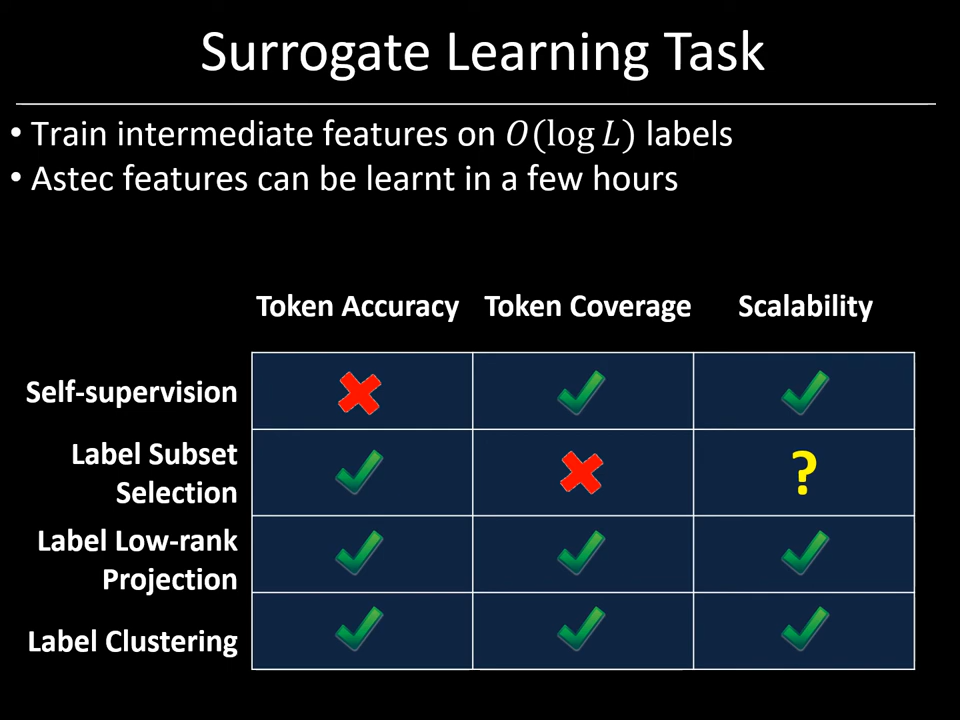 Surrogate Learning Task
• Train intermediate features on O(log L) labels
• Astec features can be learnt in a few hours
Token Accuracy Token Coverage Scalability
Self-supervision ✖ ✔ ✔
Label Subset
Selection ✔ ✖ ?
Label Low-rank
Projection ✔ ✔ ✔
Label Clustering ✔ ✔ ✔